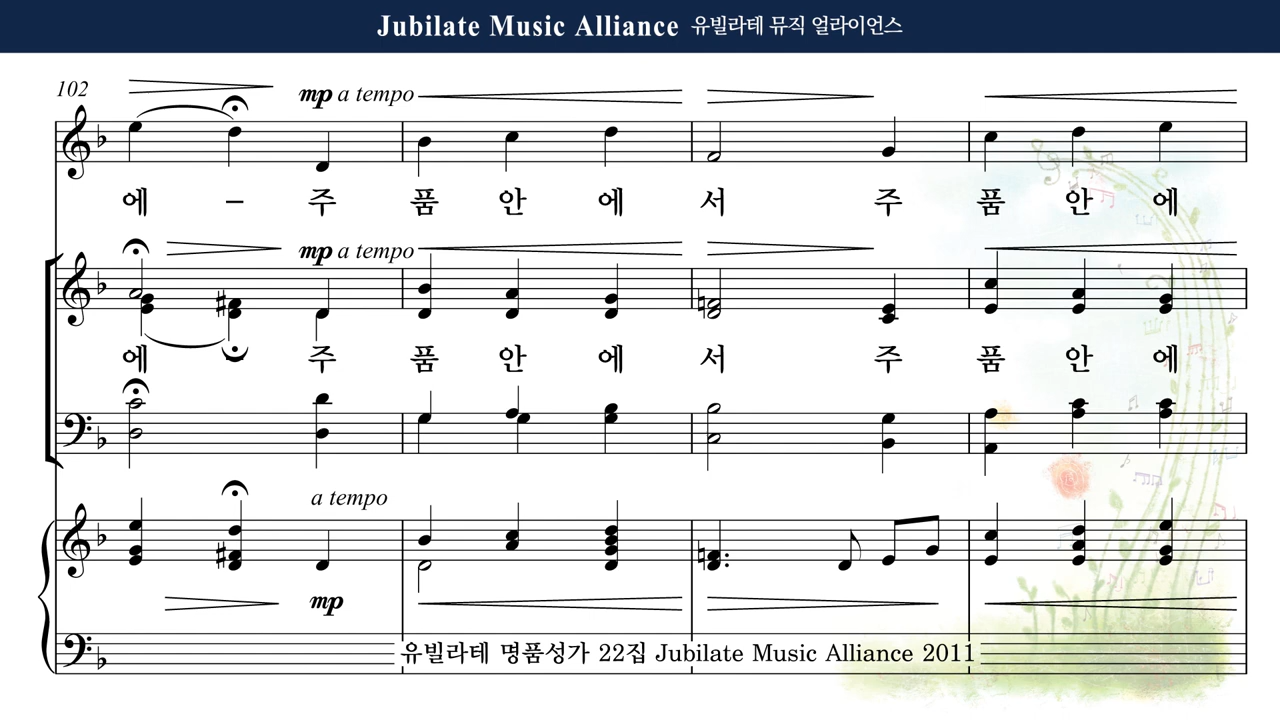 Jubilate Music Alliance 유빌라테 뮤직 얼라이언스
102
mp a tempo
에 – 주 품 안 에 서 주 품 안 에
mp a tempo
에 – 주 품 안 에 서 주 품 안 에
a tempo
mp
유빌라테 명품성가 22집 Jubilate Music Alliance 2011